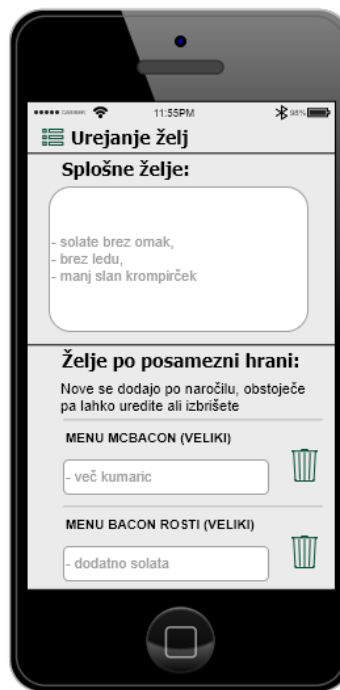 CARRIER 11:55PM 98%
Urejanje želj
Splošne želje:
- solate brez omak,
- brez ledu,
- manj slan krompirček
Želje po posamezni hrani:
Nove se dodajo po naročilu, obstoječe
pa lahko uredite ali izbrišete
MENU MCBACON (VELIKI)
- več kumaric
MENU BACON ROSTI (VELIKI)
- dodatno solata